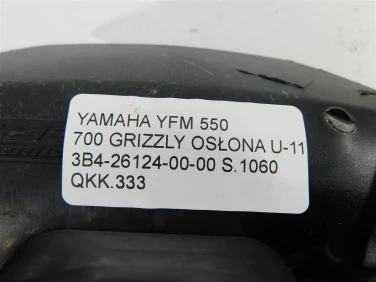 YAMAHA YFM 550
700 GRIZZLY OSŁONA U-11
3B4-26124-00-00 S.1060
QKK.333